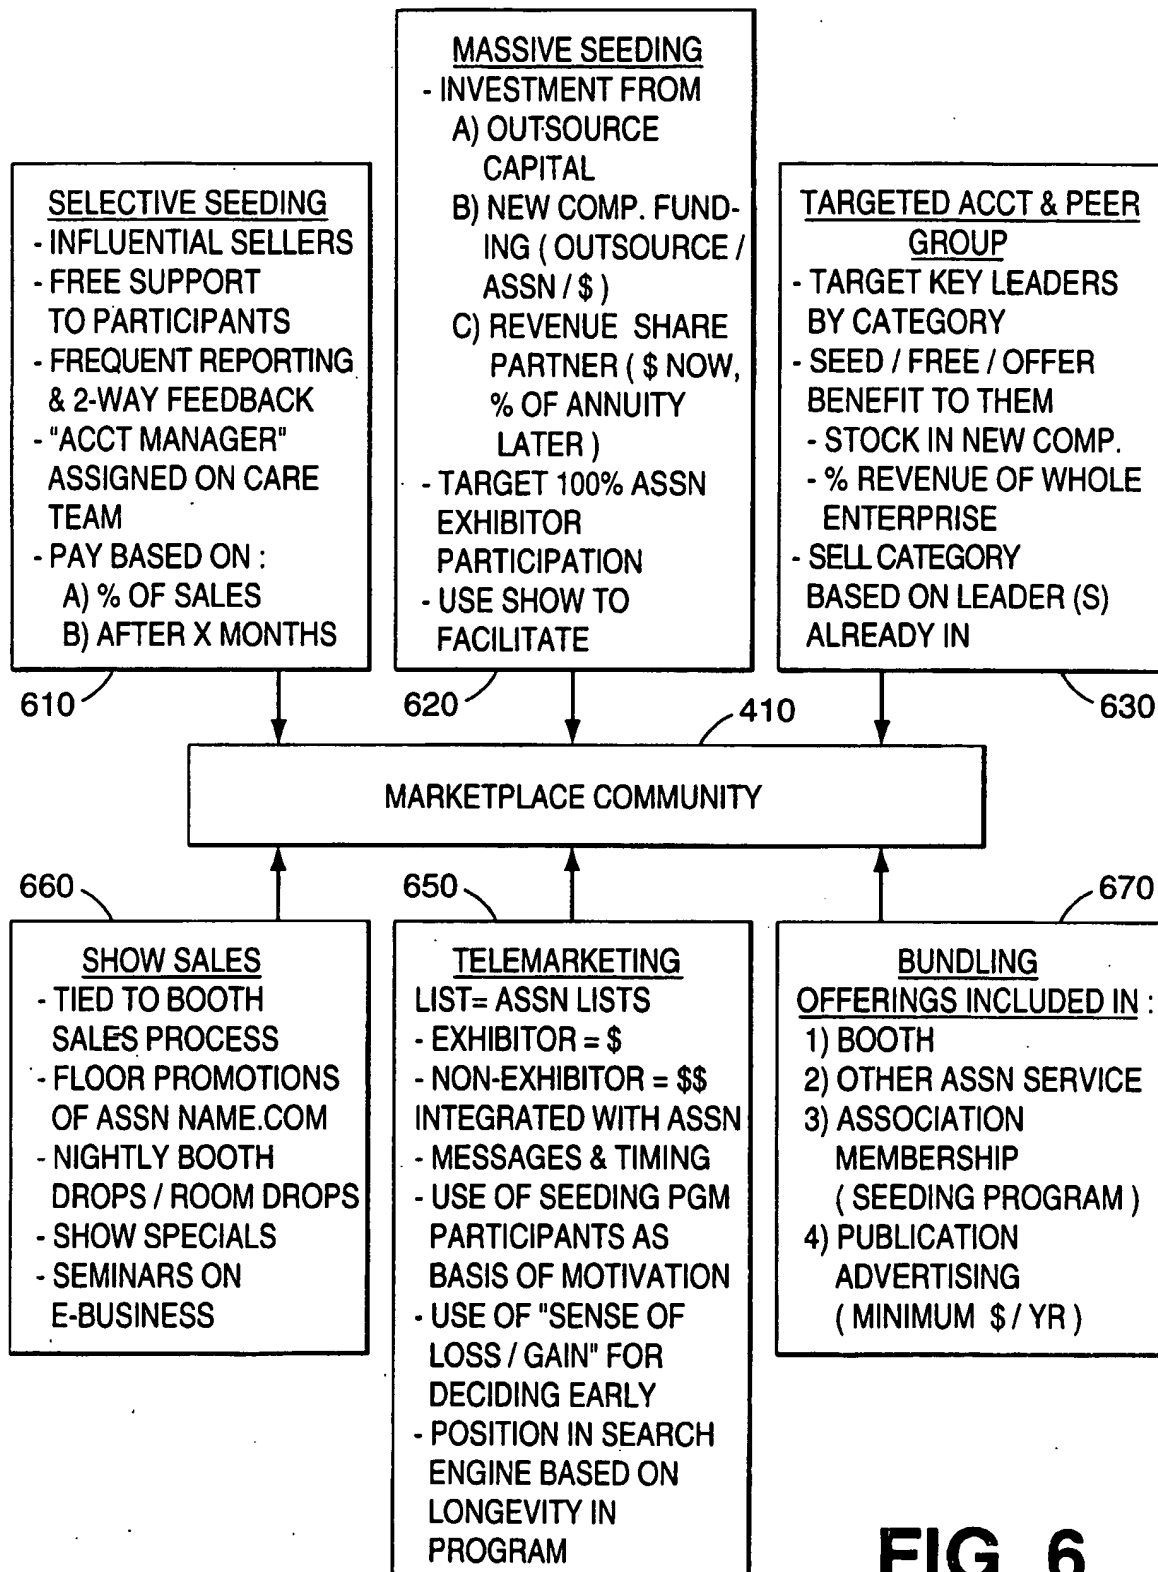 MASSIVE SEEDING
- INVESTMENT FROM
A) OUTSOURCE
CAPITAL
B) NEW COMP. FUND-
ING ( OUTSOURCE /
ASSN / $ )
C) REVENUE SHARE
PARTNER ( $ NOW,
% OF ANNUITY
LATER )
- TARGET 100% ASSN
EXHIBITOR
PARTICIPATION
- USE SHOW TO
FACILITATE
620
SELECTIVE SEEDING
- INFLUENTIAL SELLERS
- FREE SUPPORT
TO PARTICIPANTS
- FREQUENT REPORTING
& 2-WAY FEEDBACK
- "ACCT MANAGER"
ASSIGNED ON CARE
TEAM
- PAY BASED ON :
A) % OF SALES
B) AFTER X MONTHS
610
TARGETED ACCT & PEER
GROUP
- TARGET KEY LEADERS
BY CATEGORY
- SEED / FREE / OFFER
BENEFIT TO THEM
- STOCK IN NEW COMP.
- % REVENUE OF WHOLE
ENTERPRISE
- SELL CATEGORY
BASED ON LEADER (S)
ALREADY IN
630
410
MARKETPLACE COMMUNITY
660
SHOW SALES
- TIED TO BOOTH
SALES PROCESS
- FLOOR PROMOTIONS
OF ASSN NAME.COM
- NIGHTLY BOOTH
DROPS / ROOM DROPS
- SHOW SPECIALS
- SEMINARS ON
E-BUSINESS
650
TELEMARKETING
LIST= ASSN LISTS
- EXHIBITOR = $
- NON-EXHIBITOR = $$
INTEGRATED WITH ASSN
- MESSAGES & TIMING
- USE OF SEEDING PGM
PARTICIPANTS AS
BASIS OF MOTIVATION
- USE OF "SENSE OF
LOSS / GAIN" FOR
DECIDING EARLY
- POSITION IN SEARCH
ENGINE BASED ON
LONGEVITY IN
PROGRAM
670
BUNDLING
OFFERINGS INCLUDED IN :
1) BOOTH
2) OTHER ASSN SERVICE
3) ASSOCIATION
MEMBERSHIP
( SEEDING PROGRAM )
4) PUBLICATION
ADVERTISING
( MINIMUM $ / YR )
FIG. 6